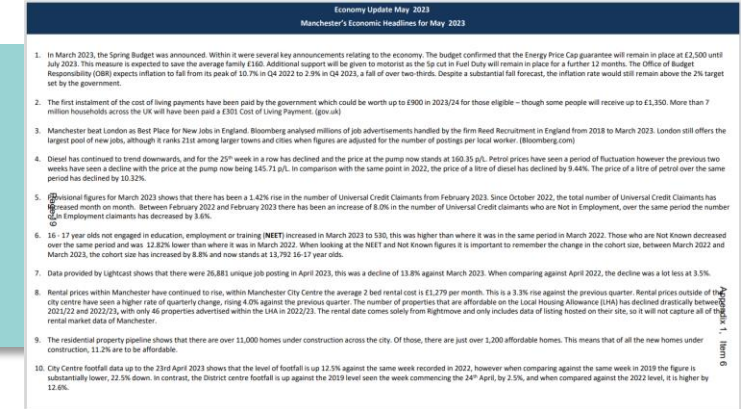 Economy Update May 2023
Manchester's Economic Headlines for May 2023
1. In March 2023, the Spring Budget was announced. Within it were several key announcements relating to the economy. The budget confirmed that the Energy Price Cap guarantee will remain in place at £2,500 until
July 2023. This measure is expected to save the average family £160. Additional support will be given to motorist as the 5p cut in Fuel Duty will remain in place for a further 12 months. The Office of Budget
Responsibility (OBR) expects inflation to fall from its peak of 10.7% in Q4 2022 to 2.9% in Q4 2023, a fall of over two-thirds. Despite a substantial fall forecast, the inflation rate would still remain above the 2% target
set by the government.
2. The first instalment of the cost of living payments have been paid by the government which could be worth up to £900 in 2023/24 for those eligible – though some people will receive up to £1,350. More than 7
million households across the UK will have been paid a £301 Cost of Living Payment. (gov.uk)
3. Manchester beat London as Best Place for New Jobs in England. Bloomberg analysed millions of job advertisements handled by the firm Reed Recruitment in England from 2018 to March 2023. London still offers the
largest pool of new jobs, although it ranks 21st among larger towns and cities when figures are adjusted for the number of postings per local worker. (Bloomberg.com)
4. Diesel has continued to trend downwards, and for the 25th week in a row has declined and the price at the pump now stands at 160.35 p/L. Petrol prices have seen a period of fluctuation however the previous two
weeks have seen a decline with the price at the pump now being 145.71 p/L. In comparison with the same point in 2022, the price of a litre of diesel has declined by 9.44%. The price of a litre of petrol over the same
period has declined by 10.32%.
5. Provisional figures for March 2023 shows that there has been a 1.42% rise in the number of Universal Credit Claimants from February 2023. Since October 2022, the total number of Universal Credit Claimants has
increased month on month. Between February 2022 and February 2023 there has been an increase of 8.0% in the number of Universal Credit claimants who are Not in Employment, over the same period the number
in Employment claimants has decreased by 3.6%.
Page 9
6. 16 - 17 year olds not engaged in education, employment or training (NEET) increased in March 2023 to 530, this was higher than where it was in the same period in March 2022. Those who are Not Known decreased
over the same period and was 12.82% lower than where it was in March 2022. When looking at the NEET and Not Known figures it is important to remember the change in the cohort size, between March 2022 and
March 2023, the cohort size has increased by 8.8% and now stands at 13,792 16-17 year olds.
7. Data provided by Lightcast shows that there were 26,881 unique job posting in April 2023, this was a decline of 13.8% against March 2023. When comparing against April 2022, the decline was a lot less at 3.5%.
8. Rental prices within Manchester have continued to rise, within Manchester City Centre the average 2 bed rental cost is £1,279 per month. This is a 3.3% rise against the previous quarter. Rental prices outside of the
city centre have seen a higher rate of quarterly change, rising 4.0% against the previous quarter. The number of properties that are affordable on the Local Housing Allowance (LHA) has declined drastically between
2021/22 and 2022/23, with only 46 properties advertised within the LHA in 2022/23. The rental date comes solely from Rightmove and only includes data of listing hosted on their site, so it will not capture all of the
rental market data of Manchester.
9. The residential property pipeline shows that there are over 11,000 homes under construction across the city. Of those, there are just over 1,200 affordable homes. This means that of all the new homes under
construction, 11.2% are to be affordable.
10. City Centre footfall data up to the 23rd April 2023 shows that the level of footfall is up 12.5% against the same week recorded in 2022, however when comparing against the same week in 2019 the figure is
substantially lower, 22.5% down. In contrast, the District centre footfall is up against the 2019 level seen the week commencing the 24th April, by 2.5%, and when compared against the 2022 level, it is higher by
12.6%.
Appendix 1, Item 6